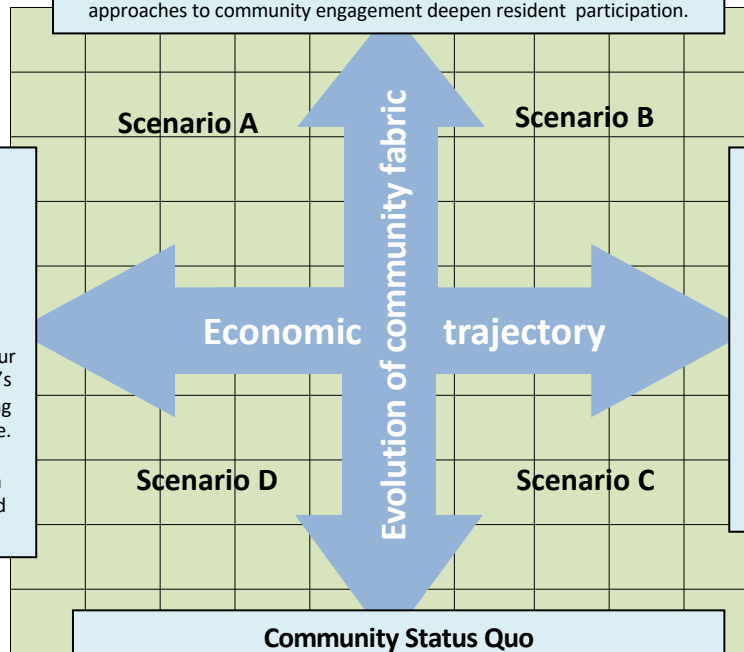 approaches to community engagement deepen resident participation.
Scenario A
Scenario B
Evolution of community fabric
Economic trajectory
ur
's
g
e.
d
Scenario D
Scenario C
Community Status Quo